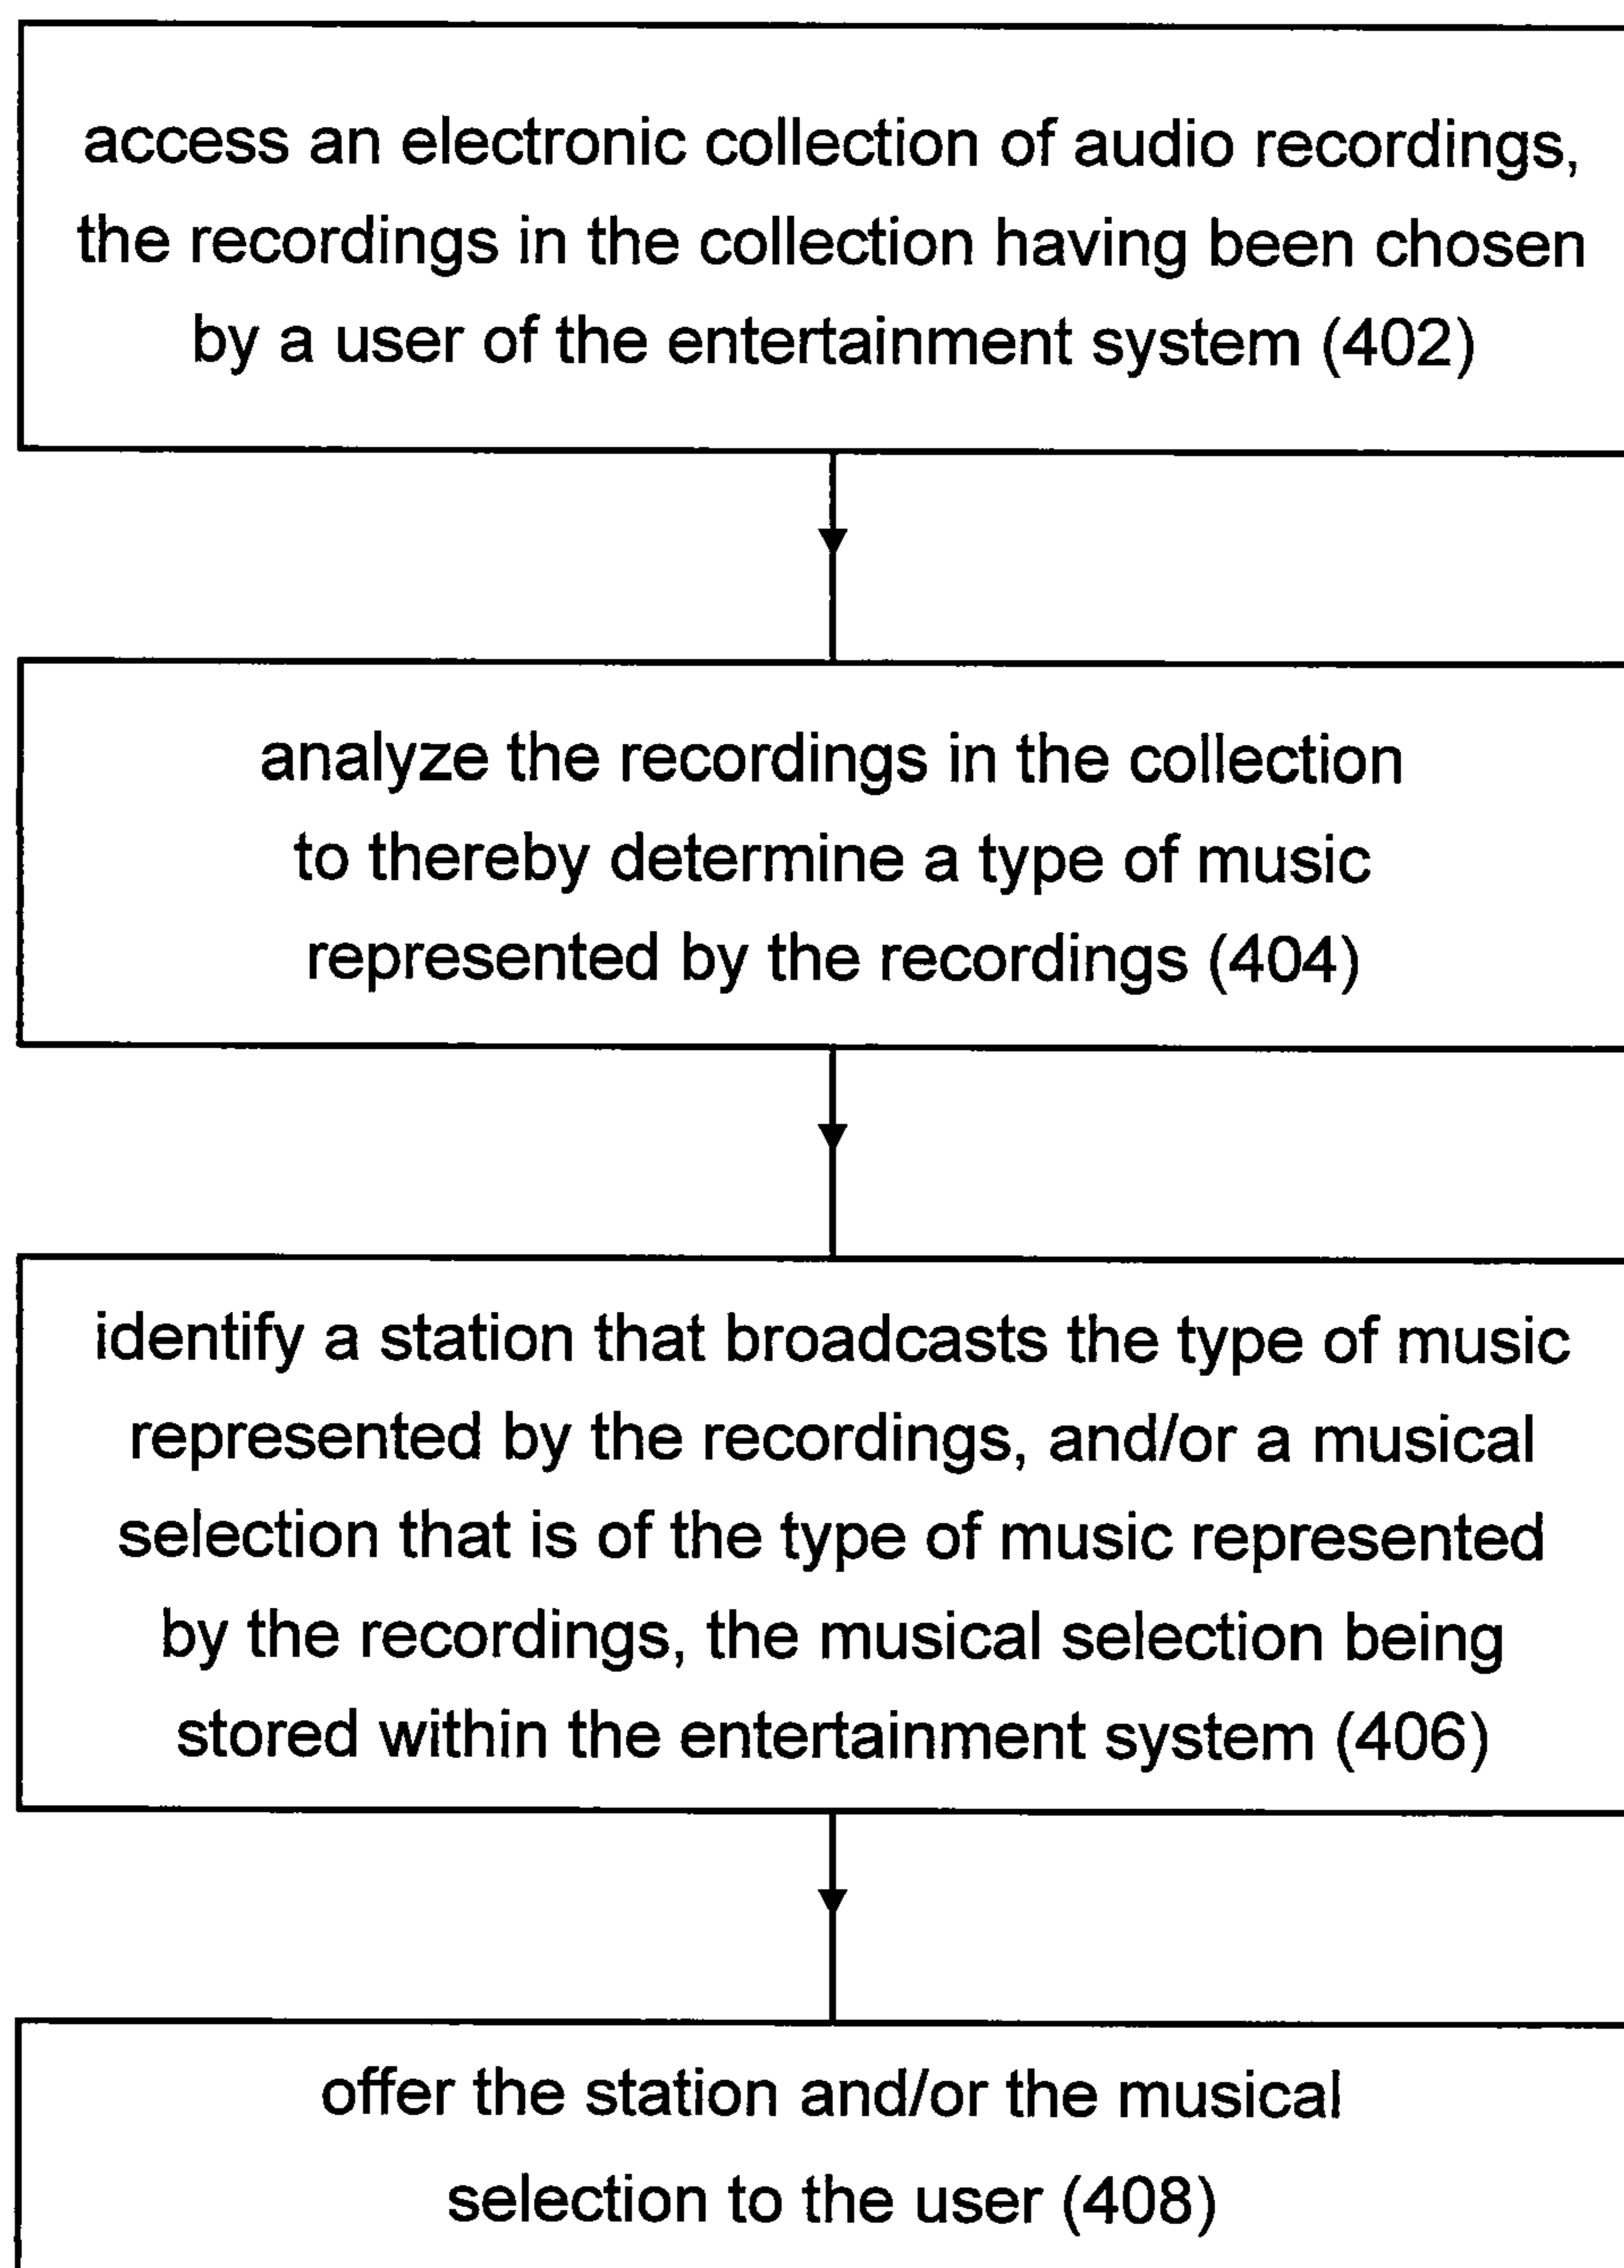 access an electronic collection of audio recordings,
the recordings in the collection having been chosen
by a user of the entertainment system (402)
analyze the recordings in the collection
to thereby determine a type of music
represented by the recordings (404)
identify a station that broadcasts the type of music
represented by the recordings, and/or a musical
selection that is of the type of music represented
by the recordings, the musical selection being
stored within the entertainment system (406)
offer the station and/or the musical
selection to the user (408)